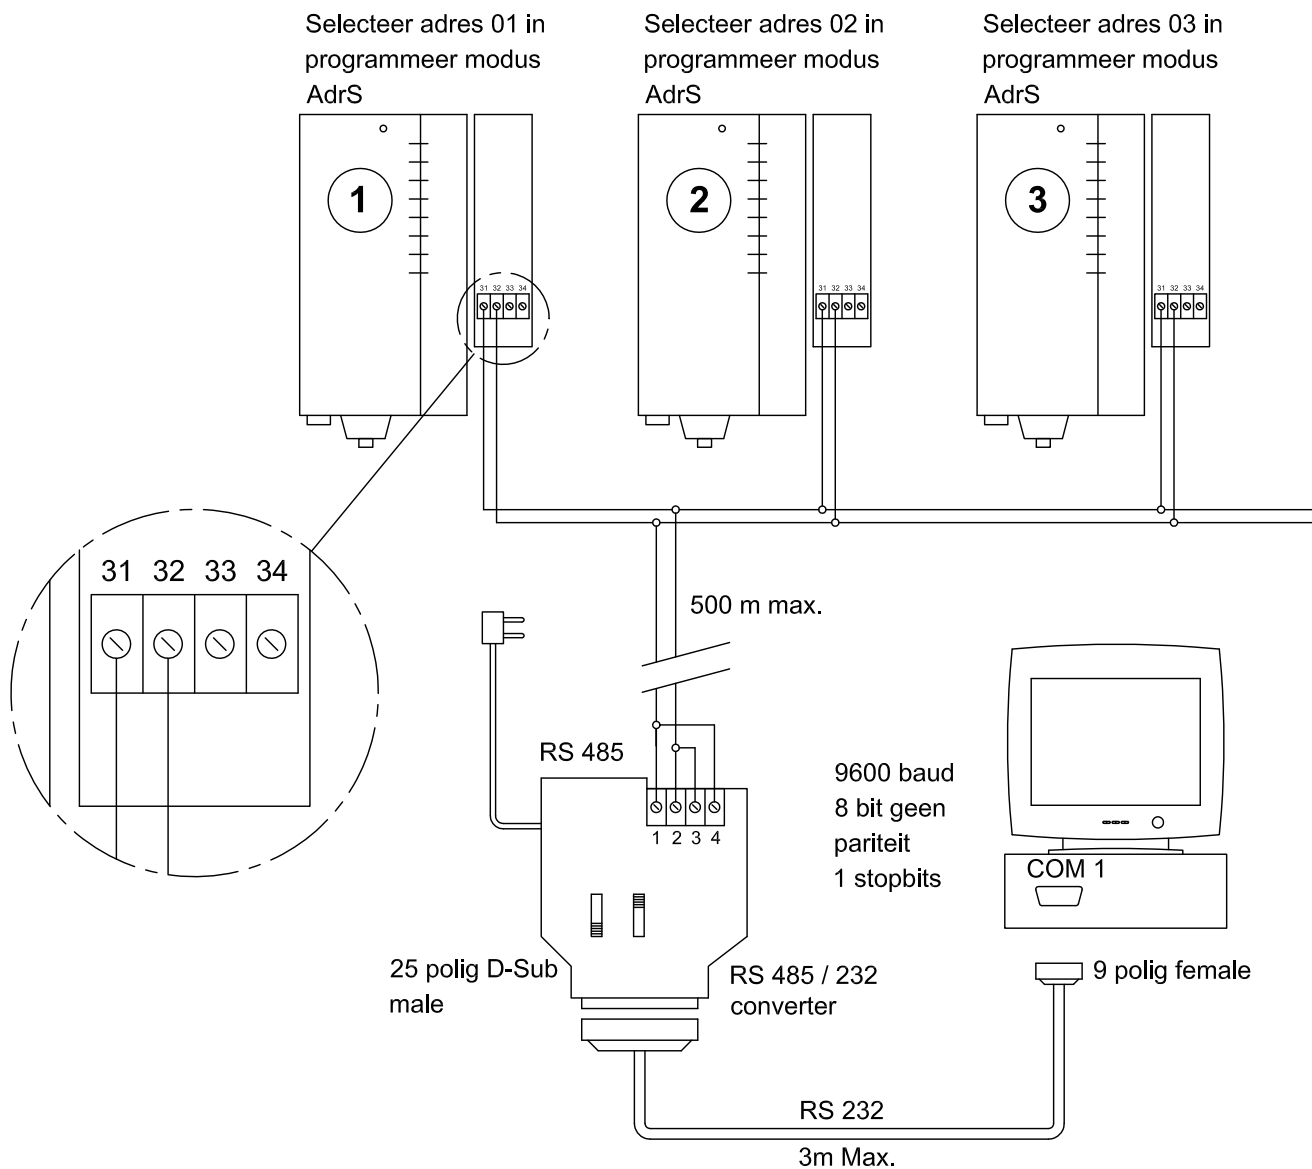 Selecteer adres 01 in
programmeer modus
AdrS
Selecteer adres 02 in
programmeer modus
AdrS
Selecteer adres 03 in
programmeer modus
AdrS
1
2
3
31 32 33 34
31 32 33 34
31 32 33 34
31 32 33 34
500 m max.
RS 485
1 2 3 4
9600 baud
8 bit geen
pariteit
1 stopbits
COM 1
25 polig D-Sub
male
RS 485 / 232
converter
9 polig female
RS 232
3m Max.